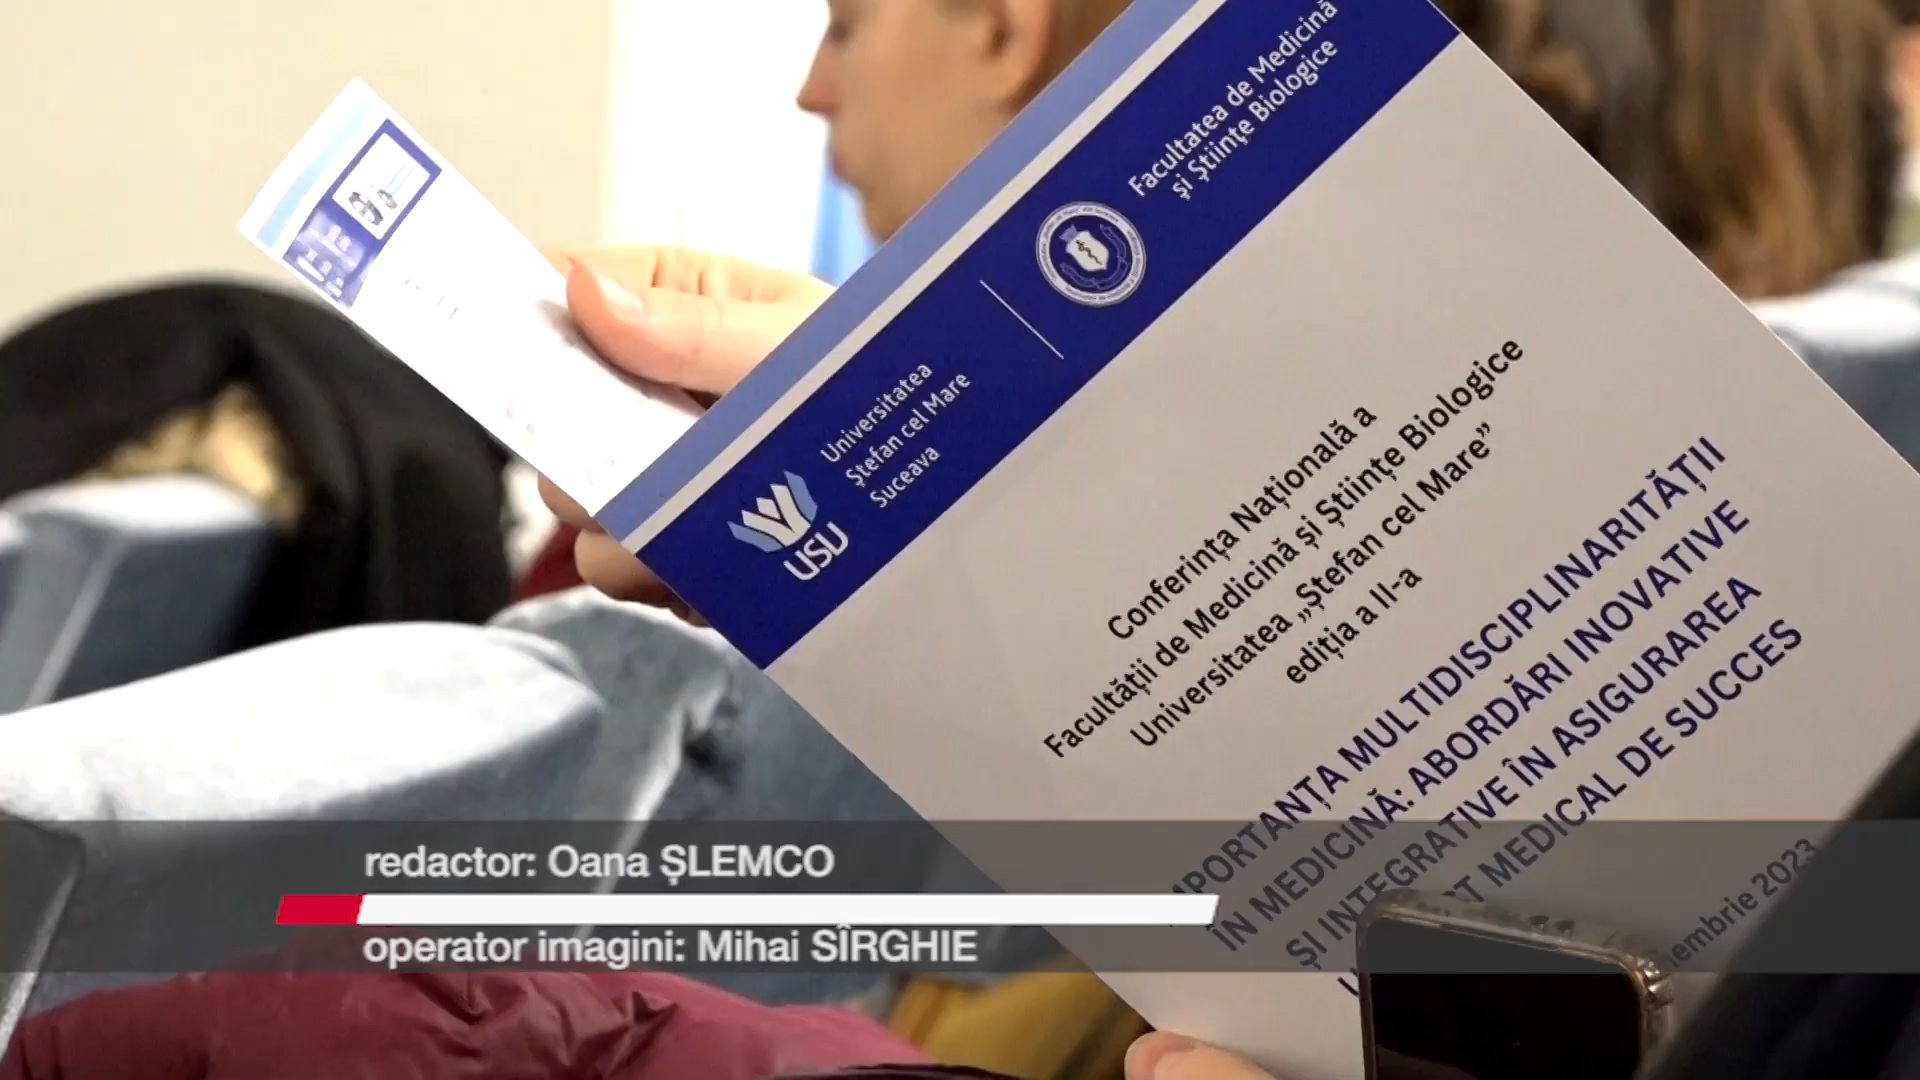 Facultatea de Medicină
și Științe Biologice
Universitatea
Ștefan cel Mare
Suceava
USV
Conferința Națională a
Facultății de Medicină și Științe Biologice
Universitatea „Ștefan cel Mare”
ediția a II-a
MULTIDISCIPLINARITĂȚII
ÎN MEDICINĂ: ABORDĂRI INOVATIVE
ȘI INTEGRATIVE ÎN ASIGURAREA
MEDICAL DE SUCCES
2023
redactor: Oana ȘLEMCO
operator imagini: Mihai SÎRGHIE